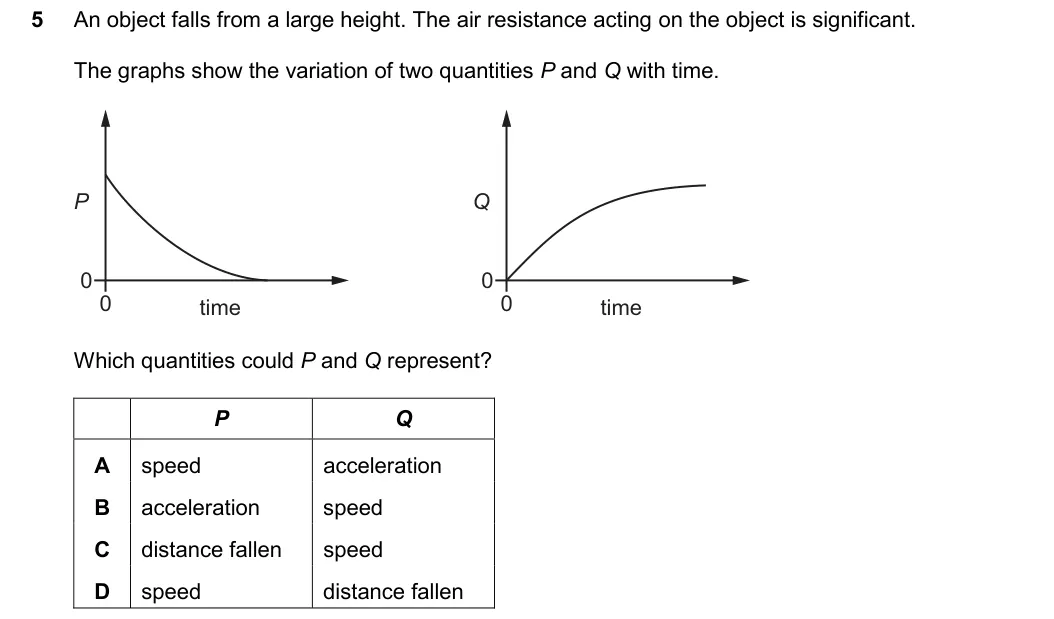 5 An object falls from a large height. The air resistance acting on the object is significant.
The graphs show the variation of two quantities P and Q with time.
P
0
0
time
Q
0
0
time
Which quantities could P and Q represent?
P Q
A speed acceleration
B acceleration speed
C distance fallen speed
D speed distance fallen